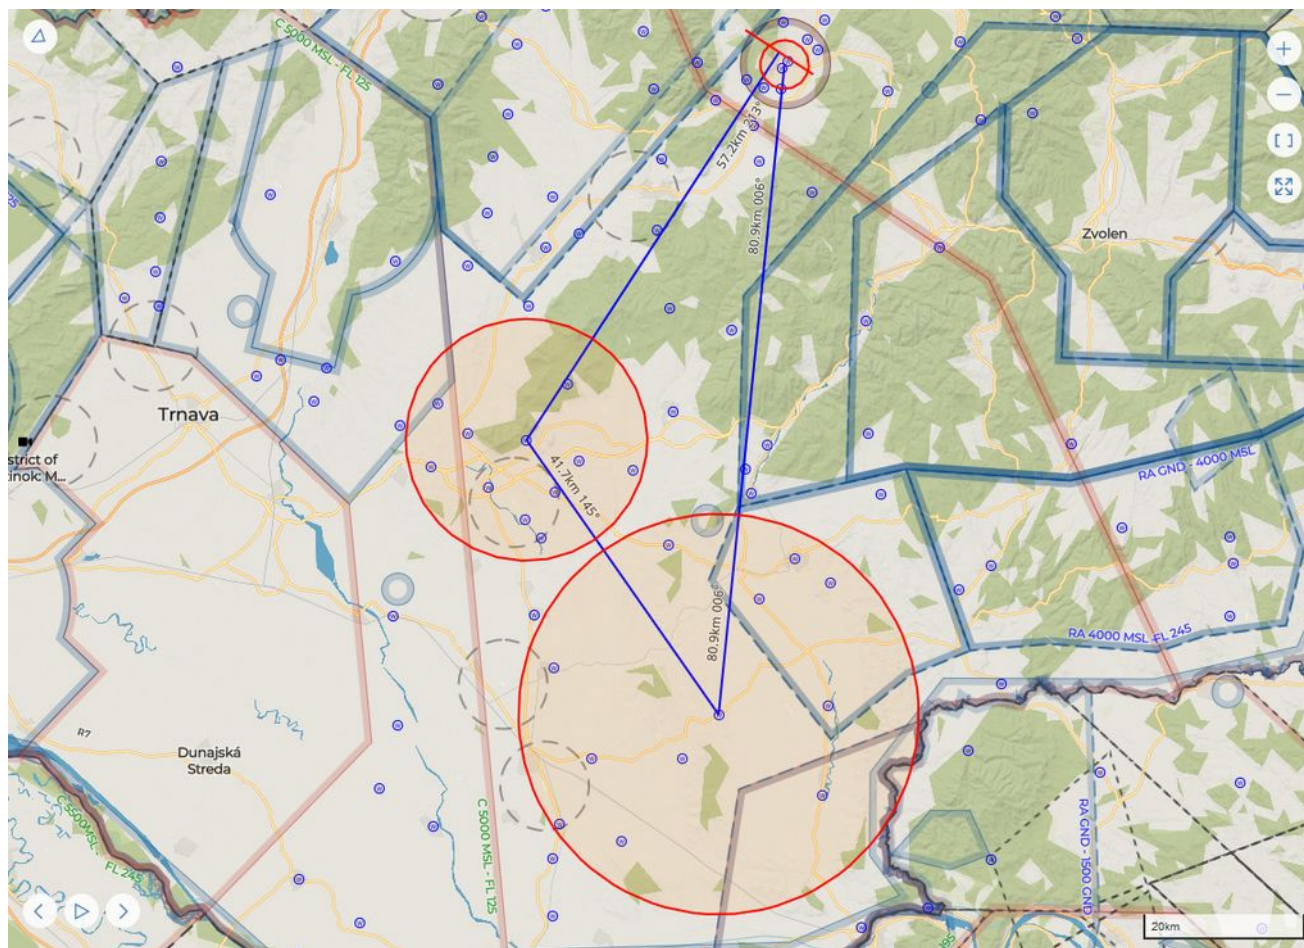 C 5000 MSL - FL 125
57.2km 213°
80.9km 006°
Zvolen
Trnava
strict of
inok: M...
41.7km 145°
RA GND - 4000 MSL
80.9km 006°
RA 4000 MSL - FL 245
R7
Dunajská
Streda
C 5500MSL - FL 245
C 5000 MSL - FL 125
RA GND - 1500 GND
20km